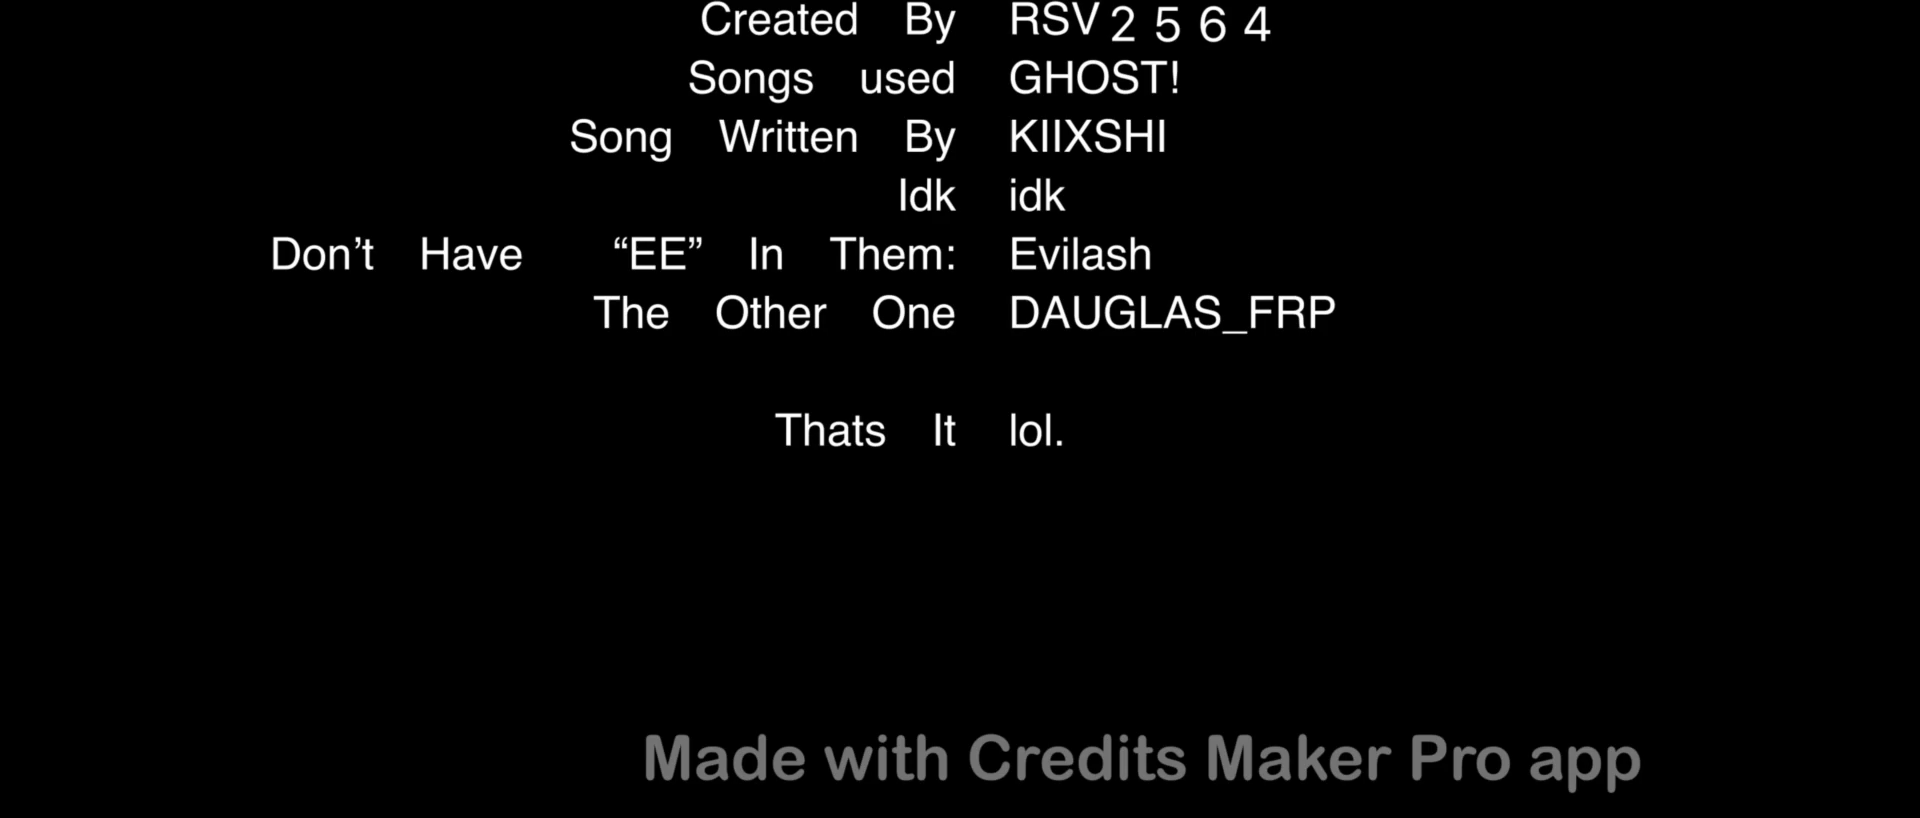 Created By RSV 2 5 6 4
Songs used GHOST!
Song Written By KIIXSHI
Idk idk
Don’t Have “EE” In Them: Evilash
The Other One DAUGLAS_FRP
Thats It lol.
Made with Credits Maker Pro app